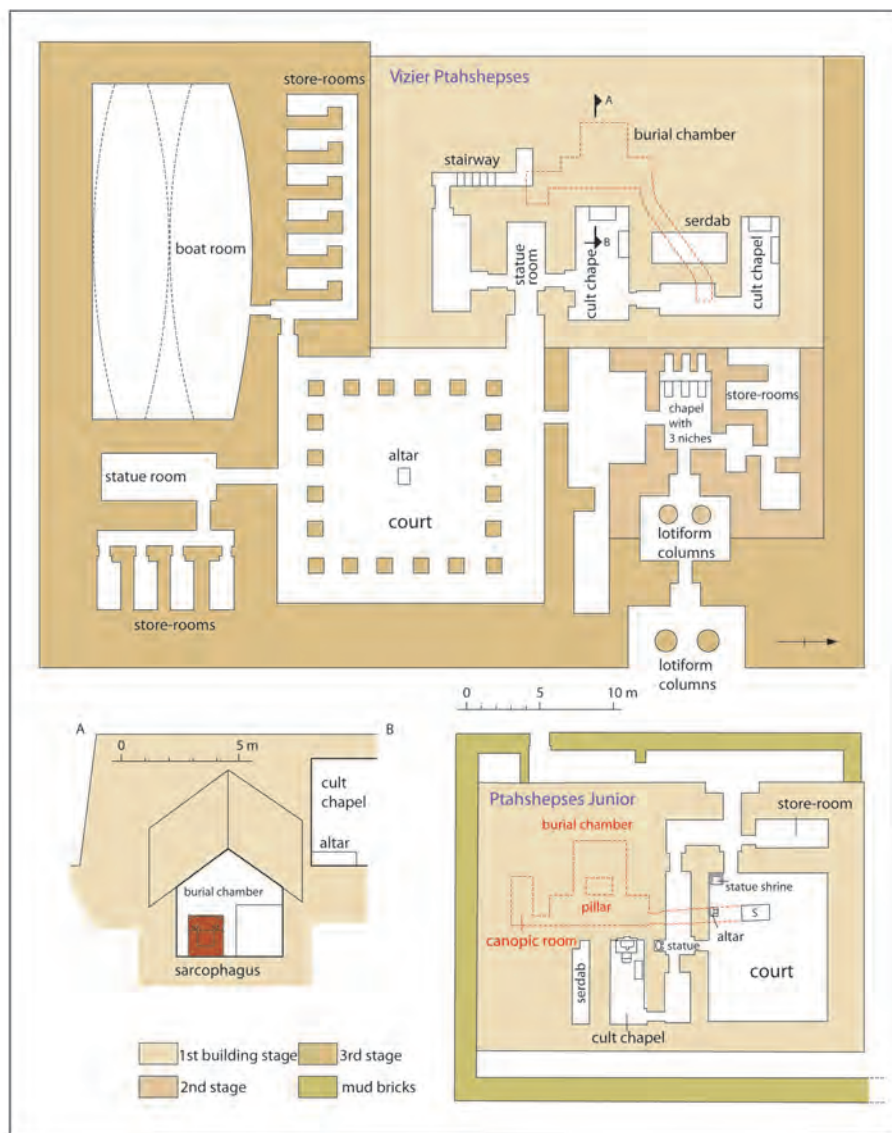 Vizier Ptahshepses
store-rooms
A
burial chamber
stairway
boat room
statue
room
B
cult chapel
serdab
cult chapel
store-rooms
chapel
with
3 niches
altar
court
statue room
store-rooms
lotiform
columns
lotiform
columns
0 5 10 m
A B
0 5 m
cult
chapel
altar
burial chamber
sarcophagus
Ptahshepses Junior
burial chamber
store-room
pillar
statue shrine
S
altar
canopic room
statue
court
serdab
cult chapel
1st building stage
3rd stage
2nd stage
mud bricks